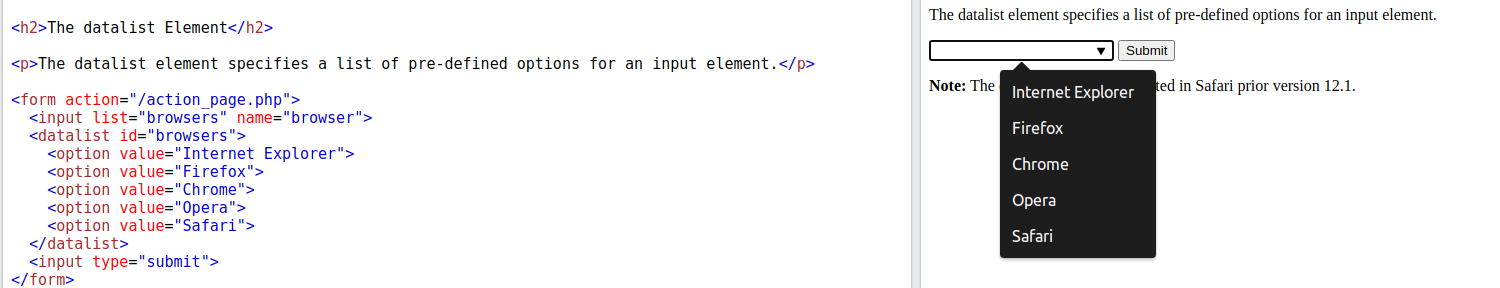 <h2>The datalist Element</h2>
<p>The datalist element specifies a list of pre-defined options for an input element.</p>
<form action="/action_page.php">
<input list="browsers" name="browser">
<datalist id="browsers">
<option value="Internet Explorer">
<option value="Firefox">
<option value="Chrome">
<option value="Opera">
<option value="Safari">
</datalist>
<input type="submit">
</form>
The datalist element specifies a list of pre-defined options for an input element.
Submit
Note: The ted in Safari prior version 12.1.
Internet Explorer
Firefox
Chrome
Opera
Safari